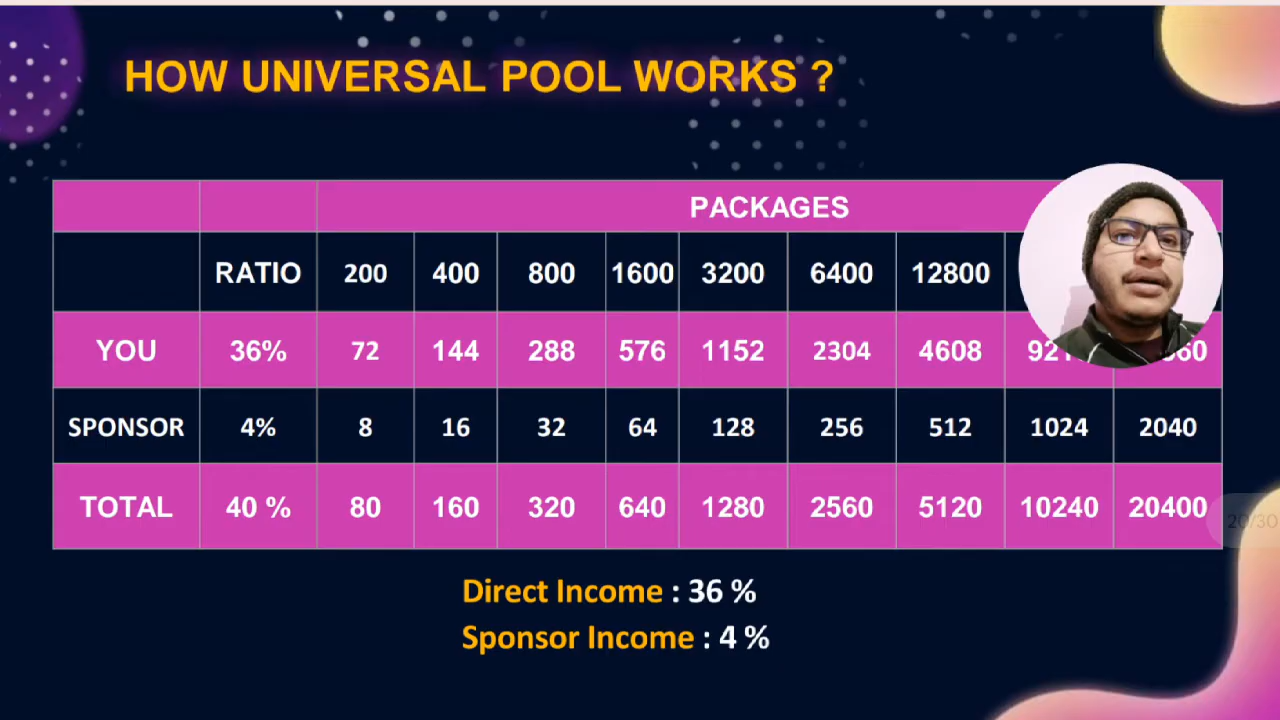 HOW UNIVERSAL POOL WORKS ?
PACKAGES
RATIO 200 400 800 1600 3200 6400 12800
YOU 36% 72 144 288 576 1152 2304 4608
SPONSOR 4% 8 16 32 64 128 256 512 1024 2040
TOTAL 40 % 80 160 320 640 1280 2560 5120 10240 20400
20/30
Direct Income : 36 %
Sponsor Income : 4 %